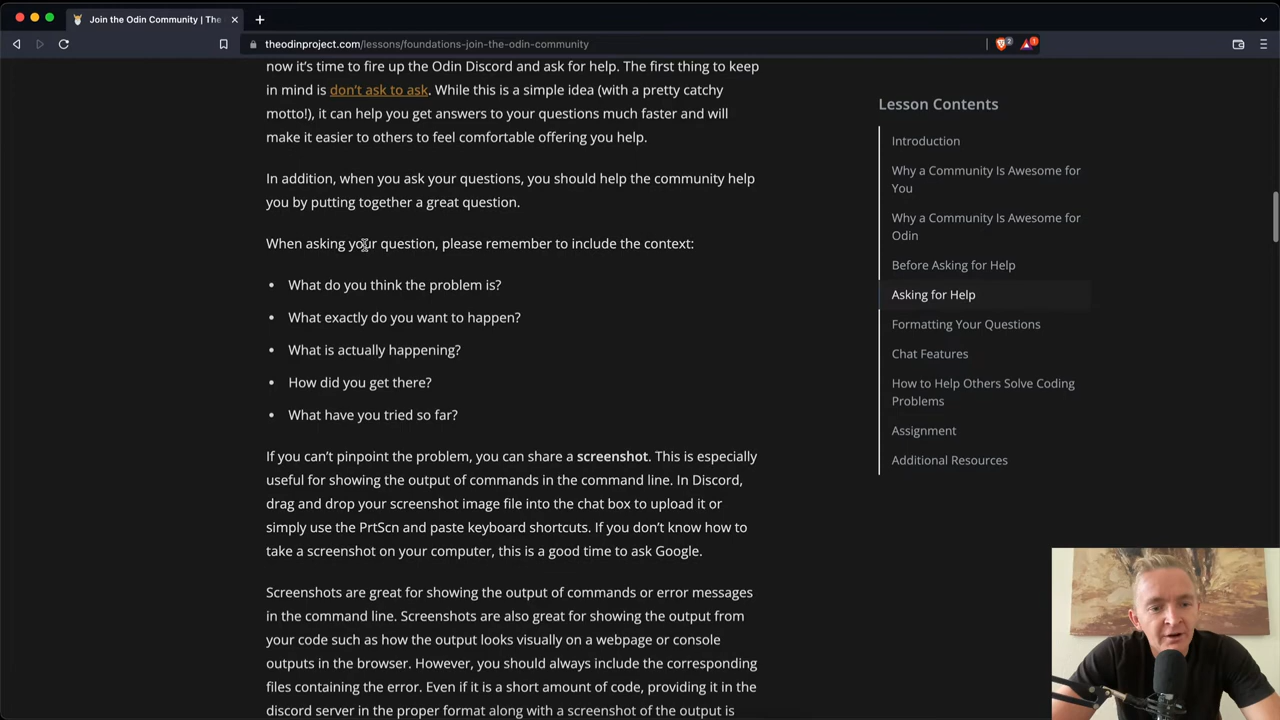 Join the Odin Community | The
theodinproject.com/lessons/foundations-join-the-odin-community
2
1
now it's time to fire up the Odin Discord and ask for help. The first thing to keep
in mind is don't ask to ask. While this is a simple idea (with a pretty catchy
motto!), it can help you get answers to your questions much faster and will
make it easier to others to feel comfortable offering you help.
In addition, when you ask your questions, you should help the community help
you by putting together a great question.
When asking your question, please remember to include the context:
• What do you think the problem is?
• What exactly do you want to happen?
• What is actually happening?
• How did you get there?
• What have you tried so far?
If you can't pinpoint the problem, you can share a screenshot. This is especially
useful for showing the output of commands in the command line. In Discord,
drag and drop your screenshot image file into the chat box to upload it or
simply use the PrtScn and paste keyboard shortcuts. If you don't know how to
take a screenshot on your computer, this is a good time to ask Google.
Screenshots are great for showing the output of commands or error messages
in the command line. Screenshots are also great for showing the output from
your code such as how the output looks visually on a webpage or console
outputs in the browser. However, you should always include the corresponding
files containing the error. Even if it is a short amount of code, providing it in the
discord server in the proper format along with a screenshot of the output is
Lesson Contents
Introduction
Why a Community Is Awesome for
You
Why a Community Is Awesome for
Odin
Before Asking for Help
Asking for Help
Formatting Your Questions
Chat Features
How to Help Others Solve Coding
Problems
Assignment
Additional Resources